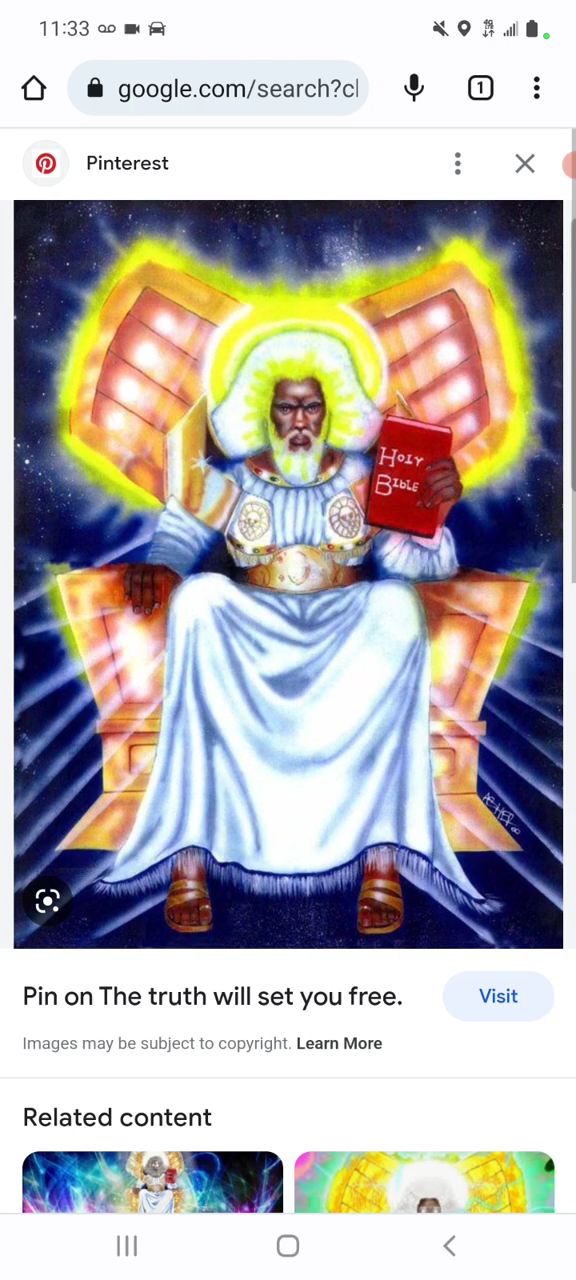 11:33
google.com/search?cl
1
Pinterest
HOLY
BIBLE
ASHER
Pin on The truth will set you free.
Visit
Images may be subject to copyright. Learn More
Related content